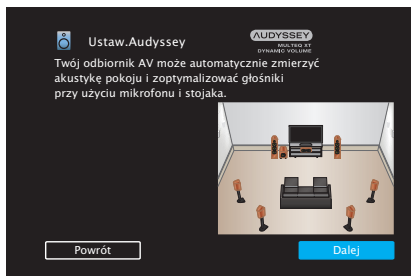 Ustaw.Audyssey
AUDYSSEY
MULTEQ XT
DYNAMIC VOLUME
Twój odbiornik AV może automatycznie zmierzyć
akustykę pokoju i zoptymalizować głośniki
przy użyciu mikrofonu i stojaka.
Powrót
Dalej